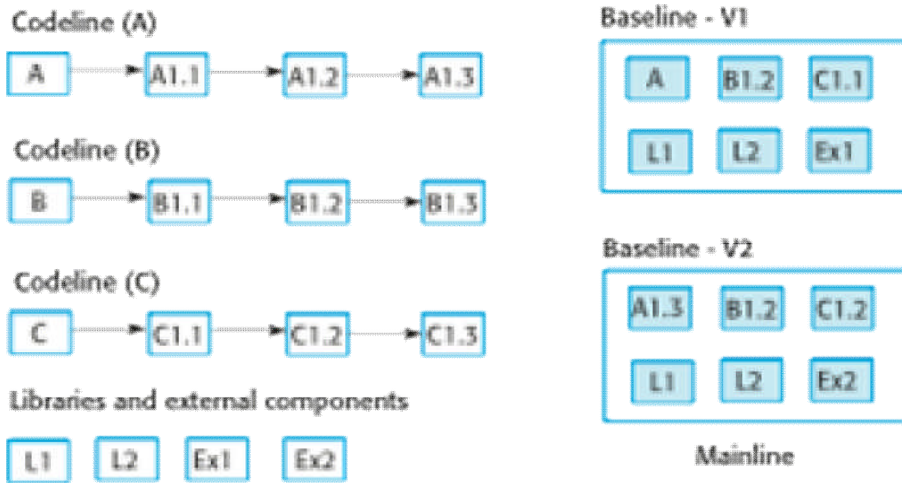 Codeline (A)
A A1.1 A1.2 A1.3
Codeline (B)
B B1.1 B1.2 B1.3
Codeline (C)
C C1.1 C1.2 C1.3
Libraries and external components
L1 L2 Ex1 Ex2
Baseline - V1
A B1.2 C1.1
L1 L2 Ex1
Baseline - V2
A1.3 B1.2 C1.2
L1 L2 Ex2
Mainline